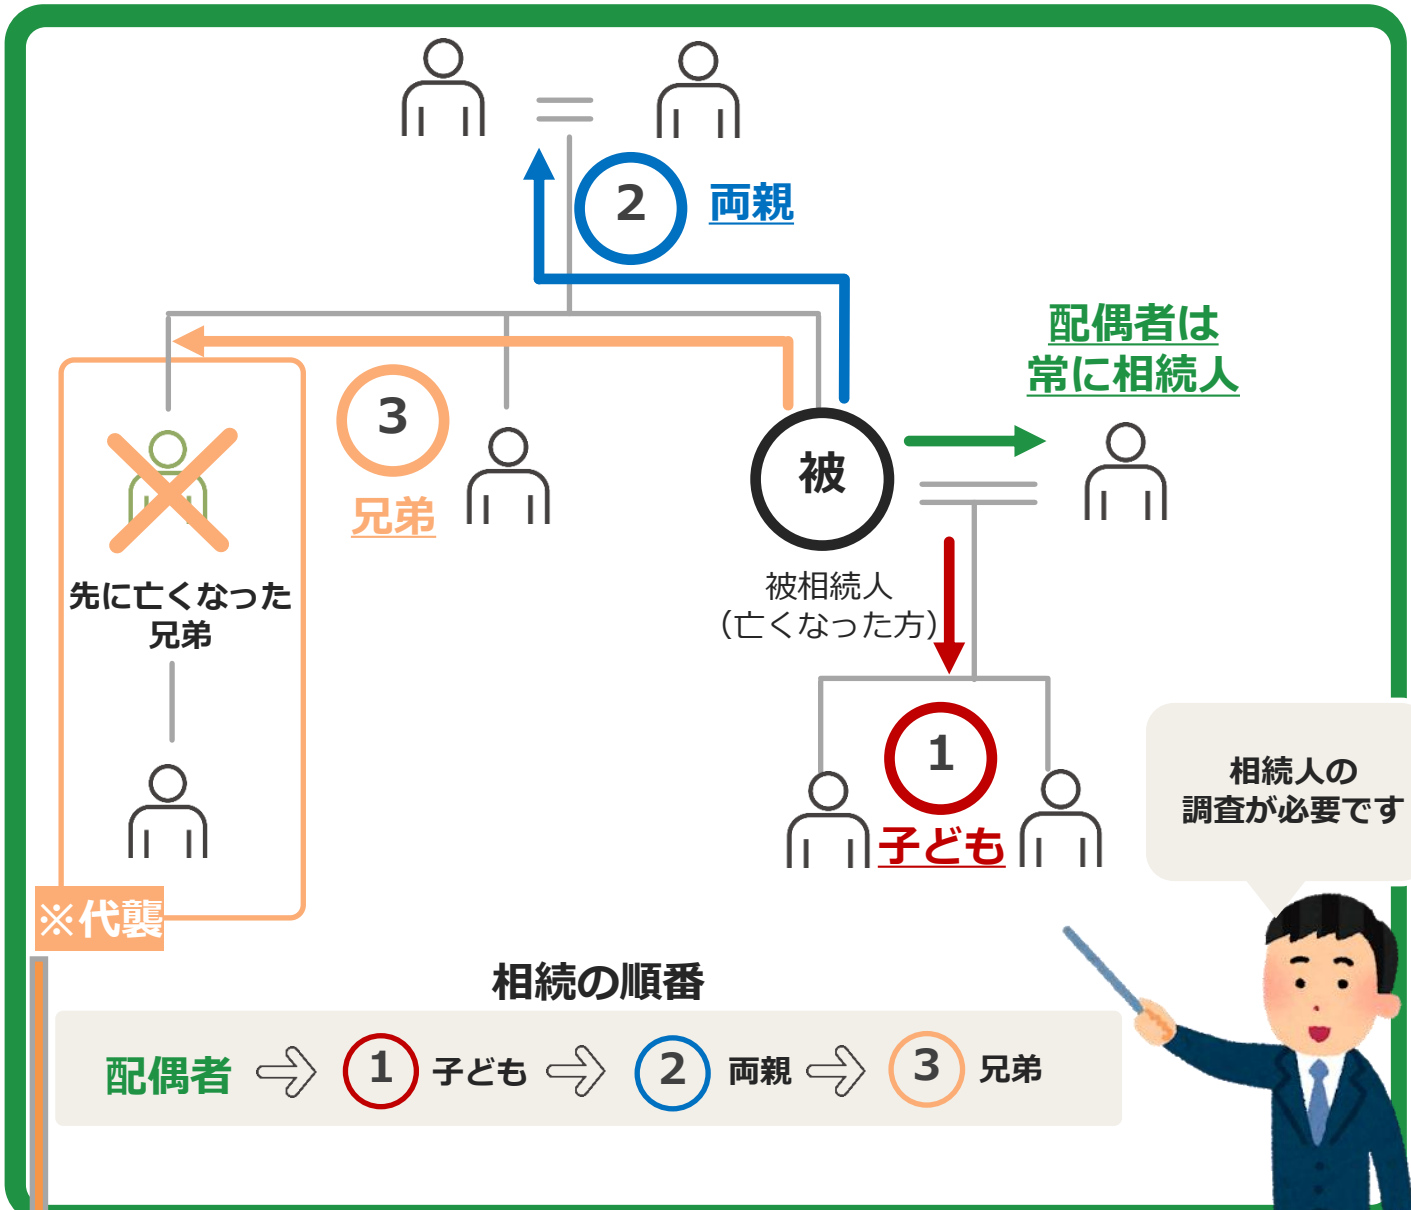 2
両親
配偶者は
常に相続人
3
兄弟
被
先に亡くなった
兄弟
被相続人
（亡くなった方）
1
子ども
相続人の
調査が必要です
※代襲
相続の順番
配偶者 ⇨ 1 子ども ⇨ 2 両親 ⇨ 3 兄弟